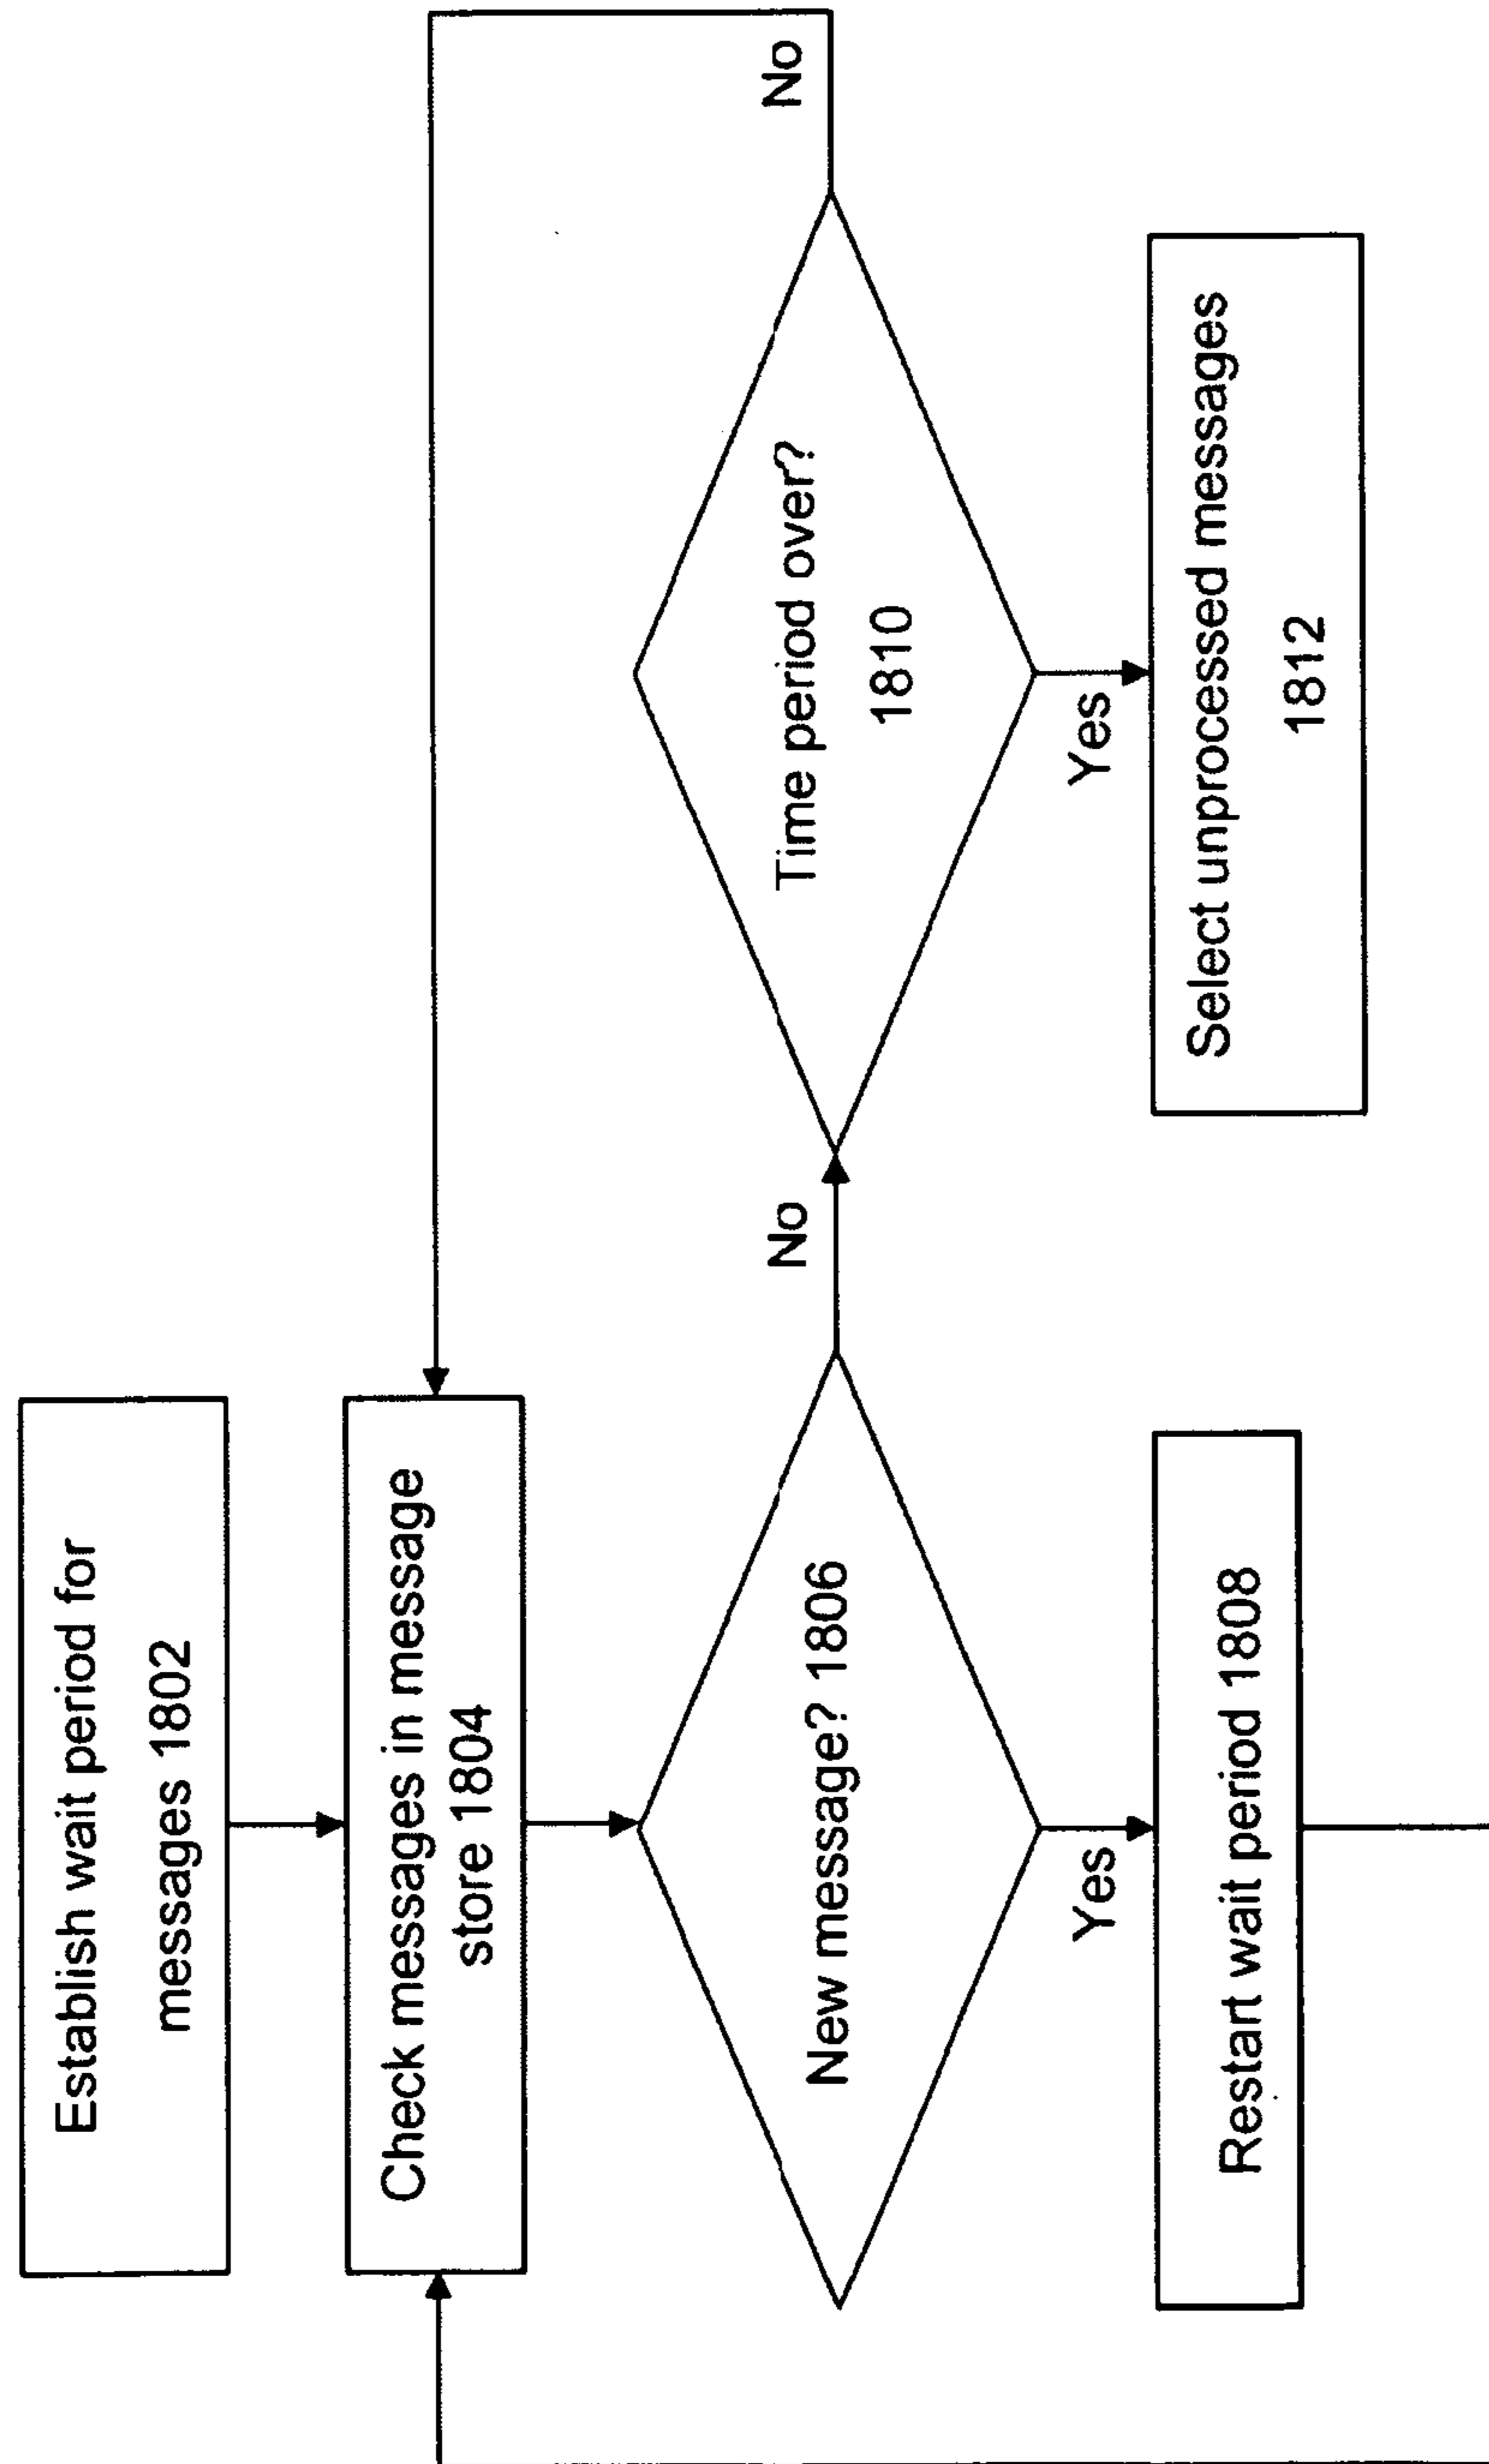 Establish wait period for
messages 1802
Check messages in message
store 1804
New message? 1806
No
Yes
Restart wait period 1808
Time period over?
1810
No
Yes
Select unprocessed messages
1812